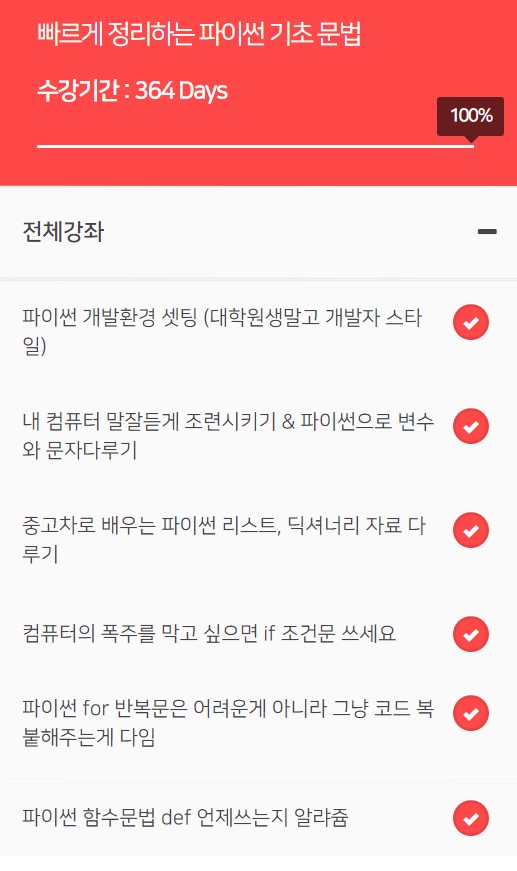 빠르게 정리하는 파이썬 기초 문법
수강기간 : 364 Days
100%
전체강좌
파이썬 개발환경 셋팅 (대학원생말고 개발자 스타
일)
내 컴퓨터 말잘듣게 조련시키기 & 파이썬으로 변수
와 문자다루기
중고차로 배우는 파이썬 리스트, 딕셔너리 자료 다
루기
컴퓨터의 폭주를 막고 싶으면 if 조건문 쓰세요
파이썬 for 반복문은 어려운게 아니라 그냥 코드 복
붙해주는게 다임
파이썬 함수문법 def 언제쓰는지 알랴쥼